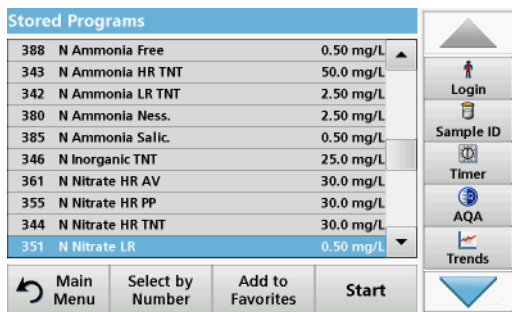 Stored Programs
388 N Ammonia Free 0.50 mg/L
343 N Ammonia HR TNT 50.0 mg/L
342 N Ammonia LR TNT 2.50 mg/L
380 N Ammonia Ness. 2.50 mg/L
385 N Ammonia Salic. 0.50 mg/L
346 N Inorganic TNT 25.0 mg/L
361 N Nitrate HR AV 30.0 mg/L
355 N Nitrate HR PP 30.0 mg/L
344 N Nitrate HR TNT 30.0 mg/L
351 N Nitrate LR 0.50 mg/L
Main Menu
Select by Number
Add to Favorites
Start
Login
Sample ID
Timer
AQA
Trends